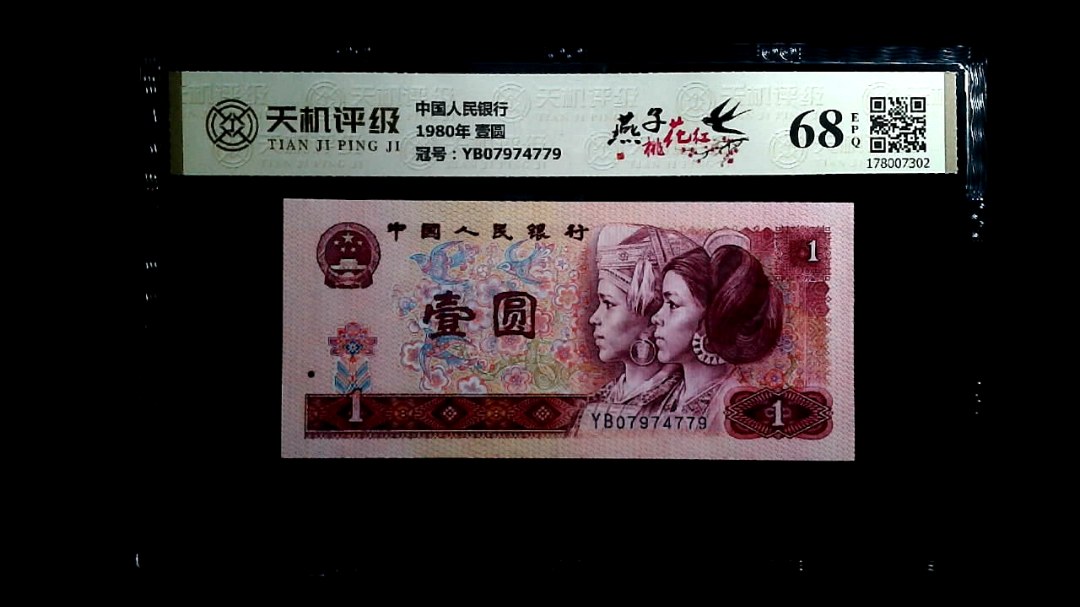 天机评级
TIAN JI PING JI
中国人民银行
1980年 壹圆
冠号：YB07974779
燕子
桃花红
68
EPQ
178007302
中国人民银行
1
壹圆
1
YB07974779
1